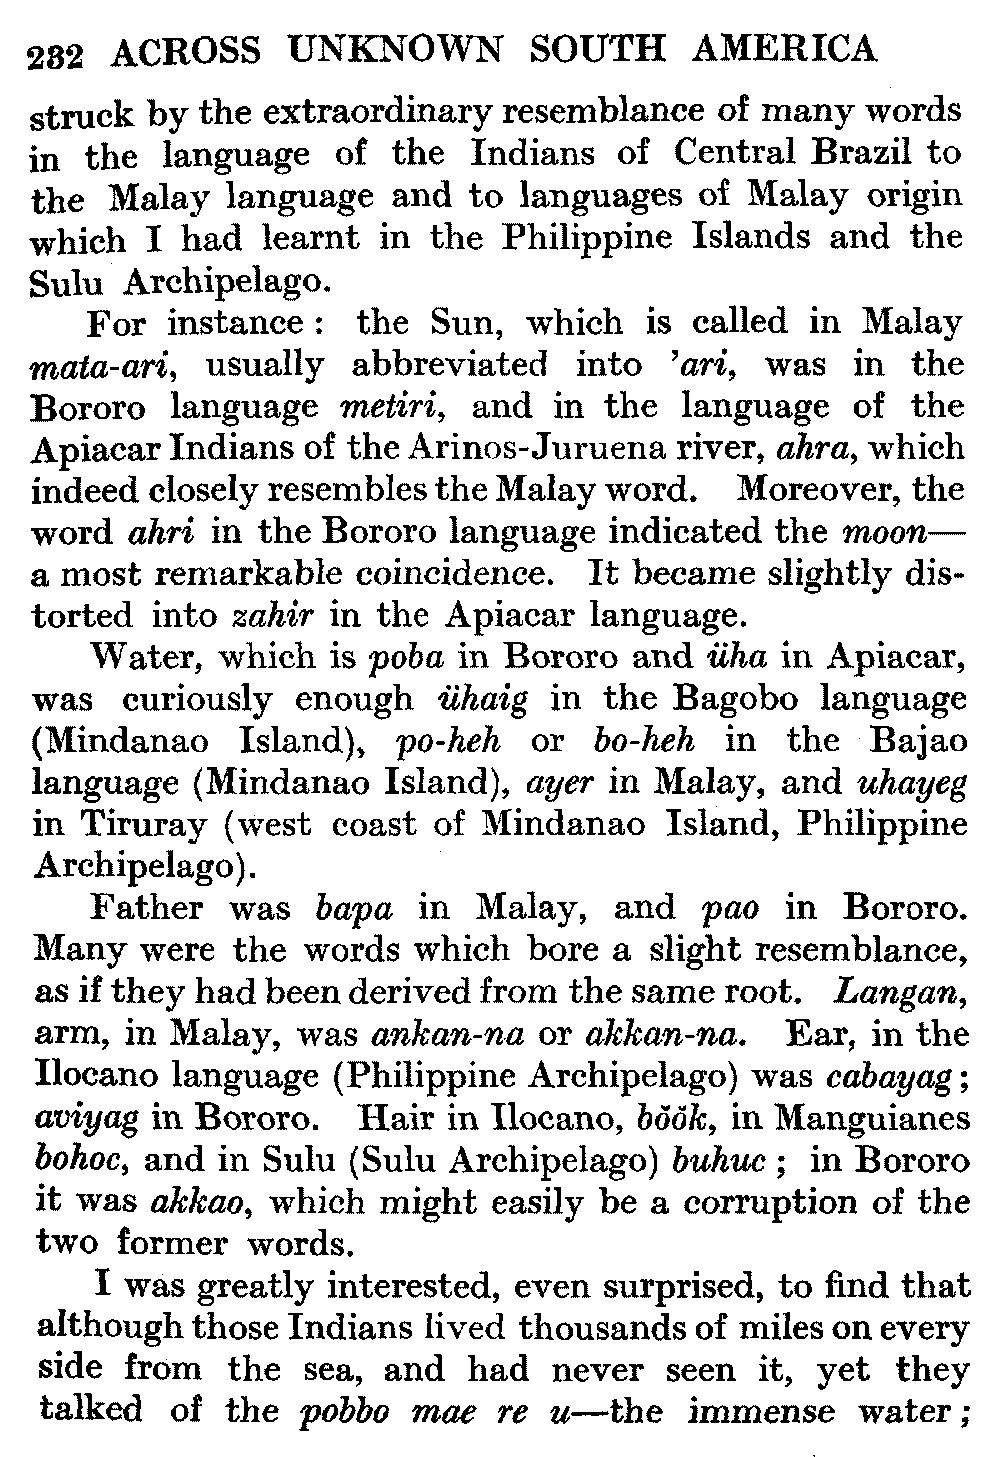 232 ACROSS UNKNOWN SOUTH AMERICA
struck by the extraordinary resemblance of many words
in the language of the Indians of Central Brazil to
the Malay language and to languages of Malay origin
which I had learnt in the Philippine Islands and the
Sulu Archipelago.
For instance : the Sun, which is called in Malay
mata-ari, usually abbreviated into 'ari, was in the
Bororo language metiri, and in the language of the
Apiacar Indians of the Arinos-Juruena river, ahra, which
indeed closely resembles the Malay word. Moreover, the
word ahri in the Bororo language indicated the moon—
a most remarkable coincidence. It became slightly dis-
torted into zahir in the Apiacar language.
Water, which is poba in Bororo and üha in Apiacar,
was curiously enough ühaig in the Bagobo language
(Mindanao Island), po-heh or bo-heh in the Bajao
language (Mindanao Island), ayer in Malay, and uhayeg
in Tiruray (west coast of Mindanao Island, Philippine
Archipelago).
Father was bapa in Malay, and pao in Bororo.
Many were the words which bore a slight resemblance,
as if they had been derived from the same root. Langan,
arm, in Malay, was ankan-na or akkan-na. Ear, in the
Ilocano language (Philippine Archipelago) was cabayag;
aviyag in Bororo. Hair in Ilocano, bŏŏk, in Manguianes
bohoc, and in Sulu (Sulu Archipelago) buhuc ; in Bororo
it was akkao, which might easily be a corruption of the
two former words.
I was greatly interested, even surprised, to find that
although those Indians lived thousands of miles on every
side from the sea, and had never seen it, yet they
talked of the pobbo mae re u—the immense water ;